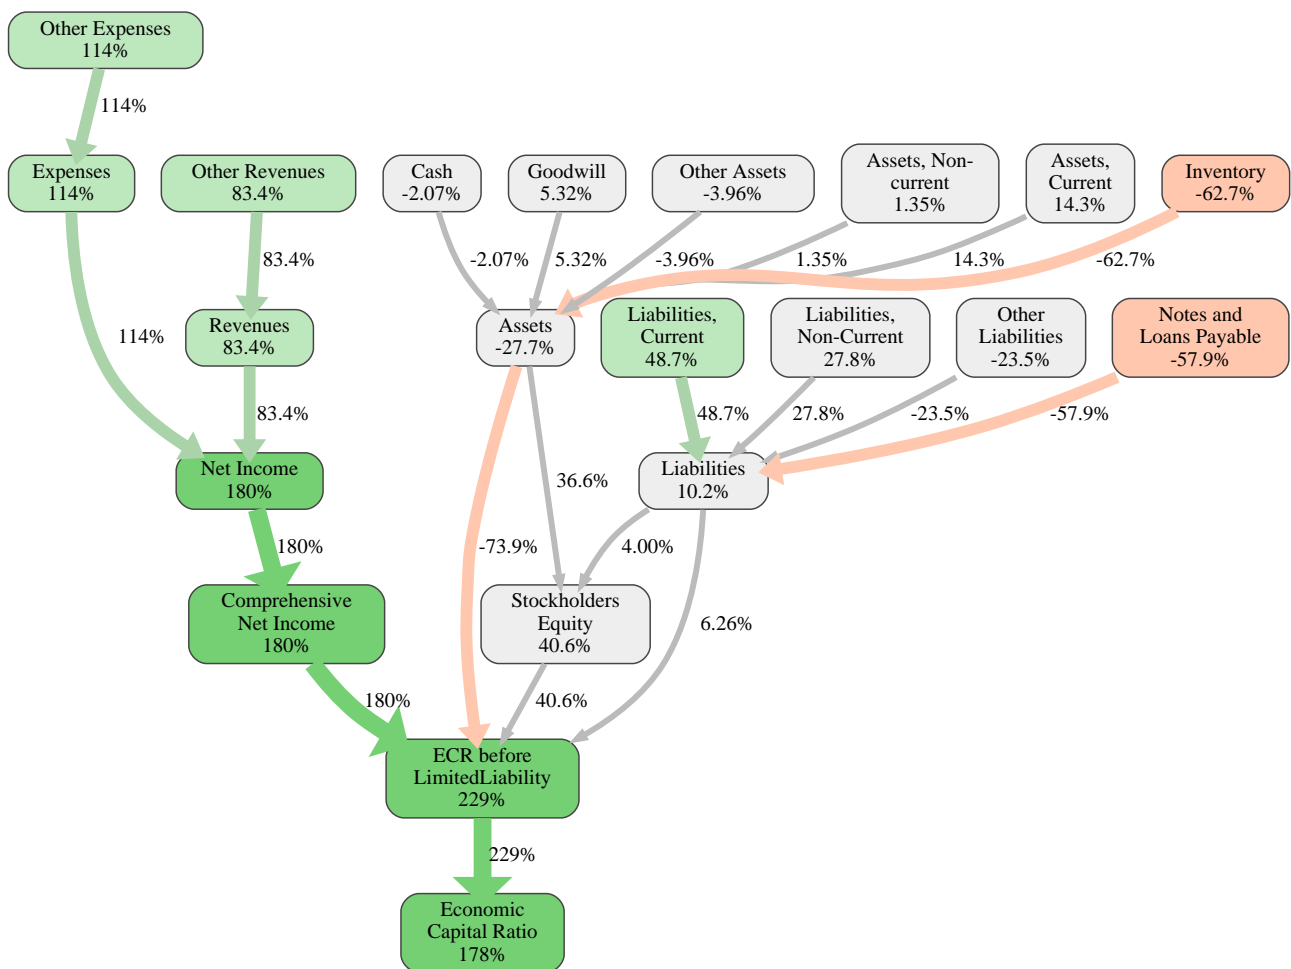 Other Expenses
114%
114%
Expenses
114%
Other Revenues
83.4%
Cash
-2.07%
Goodwill
5.32%
Other Assets
-3.96%
Assets, Non-
current
1.35%
Assets,
Current
14.3%
Inventory
-62.7%
83.4%
-2.07%
5.32%
-3.96%
1.35%
14.3%
-62.7%
114%
Revenues
83.4%
Assets
-27.7%
Liabilities,
Current
48.7%
Liabilities,
Non-Current
27.8%
Other
Liabilities
-23.5%
Notes and
Loans Payable
-57.9%
83.4%
48.7%
27.8%
-23.5%
-57.9%
Net Income
180%
36.6%
Liabilities
10.2%
180%
-73.9%
4.00%
Comprehensive
Net Income
180%
Stockholders
Equity
40.6%
6.26%
180%
40.6%
ECR before
LimitedLiability
229%
229%
Economic
Capital Ratio
178%